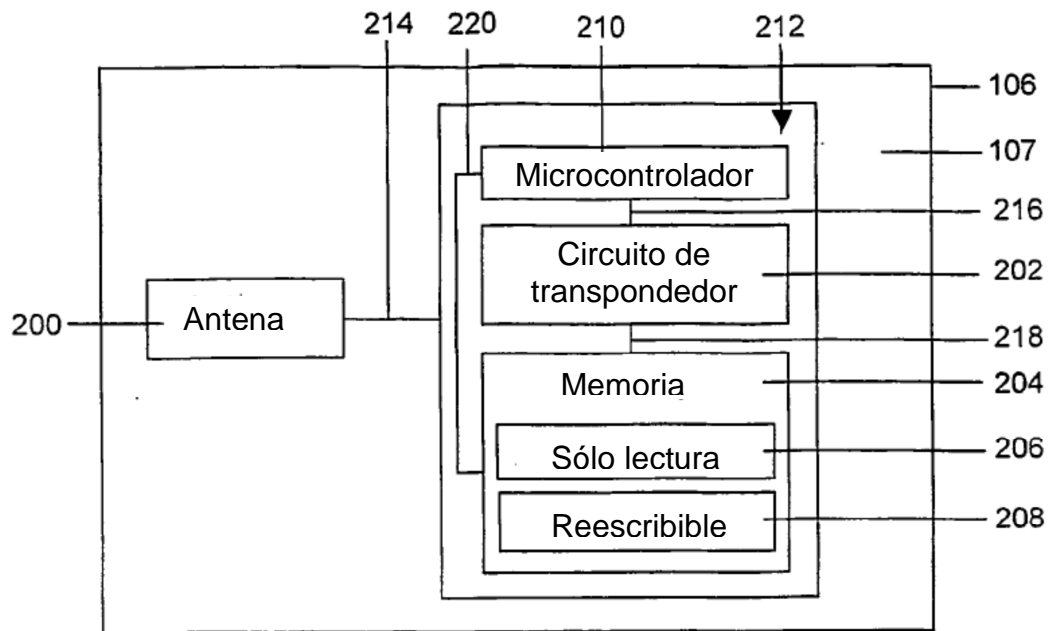 214 220 210 212
106
107
Microcontrolador
216
Circuito de
transpondedor
202
200
Antena
218
Memoria
204
Sólo lectura
206
Reescribible
208